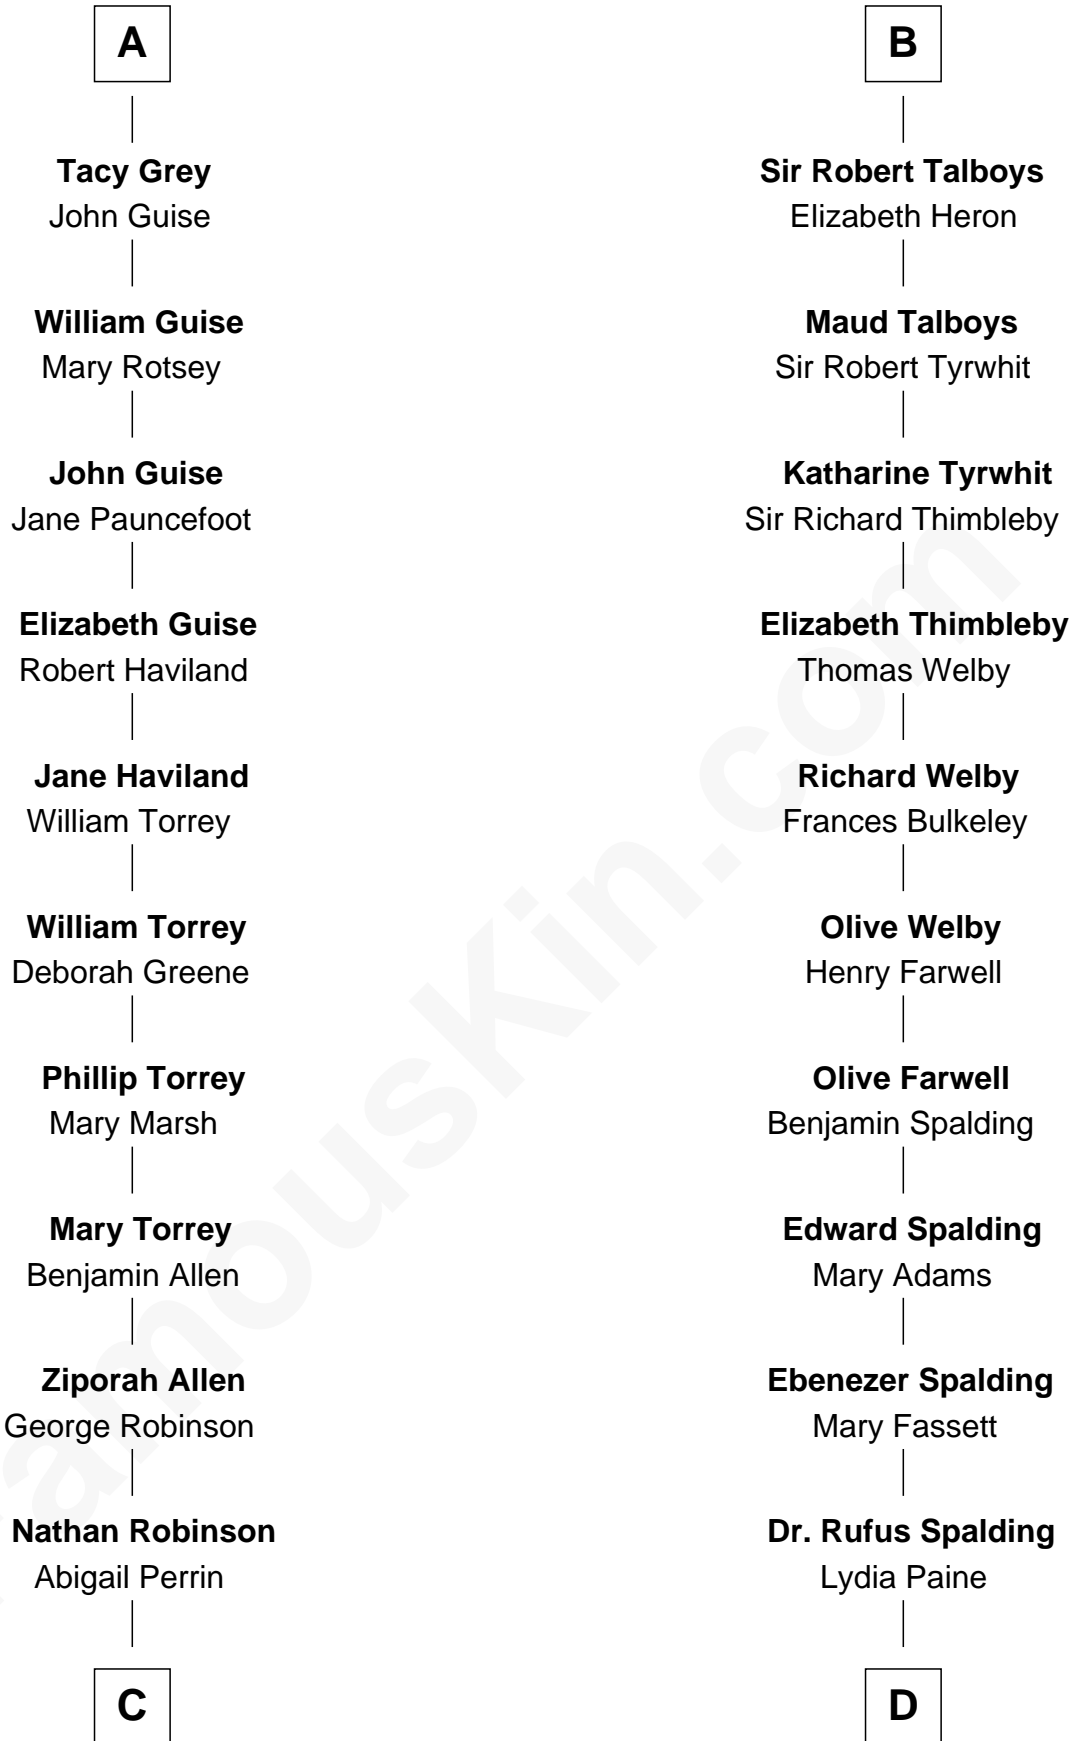 A
Tacy Grey
John Guise
William Guise
Mary Rotsey
John Guise
Jane Pauncefoot
Elizabeth Guise
Robert Haviland
Jane Haviland
William Torrey
William Torrey
Deborah Greene
Phillip Torrey
Mary Marsh
Mary Torrey
Benjamin Allen
Ziporah Allen
George Robinson
Nathan Robinson
Abigail Perrin
C
B
Sir Robert Talboys
Elizabeth Heron
Maud Talboys
Sir Robert Tyrwhit
Katharine Tyrwhit
Sir Richard Thimbleby
Elizabeth Thimbleby
Thomas Welby
Richard Welby
Frances Bulkeley
Olive Welby
Henry Farwell
Olive Farwell
Benjamin Spalding
Edward Spalding
Mary Adams
Ebenezer Spalding
Mary Fassett
Dr. Rufus Spalding
Lydia Paine
D
FamousKin.com